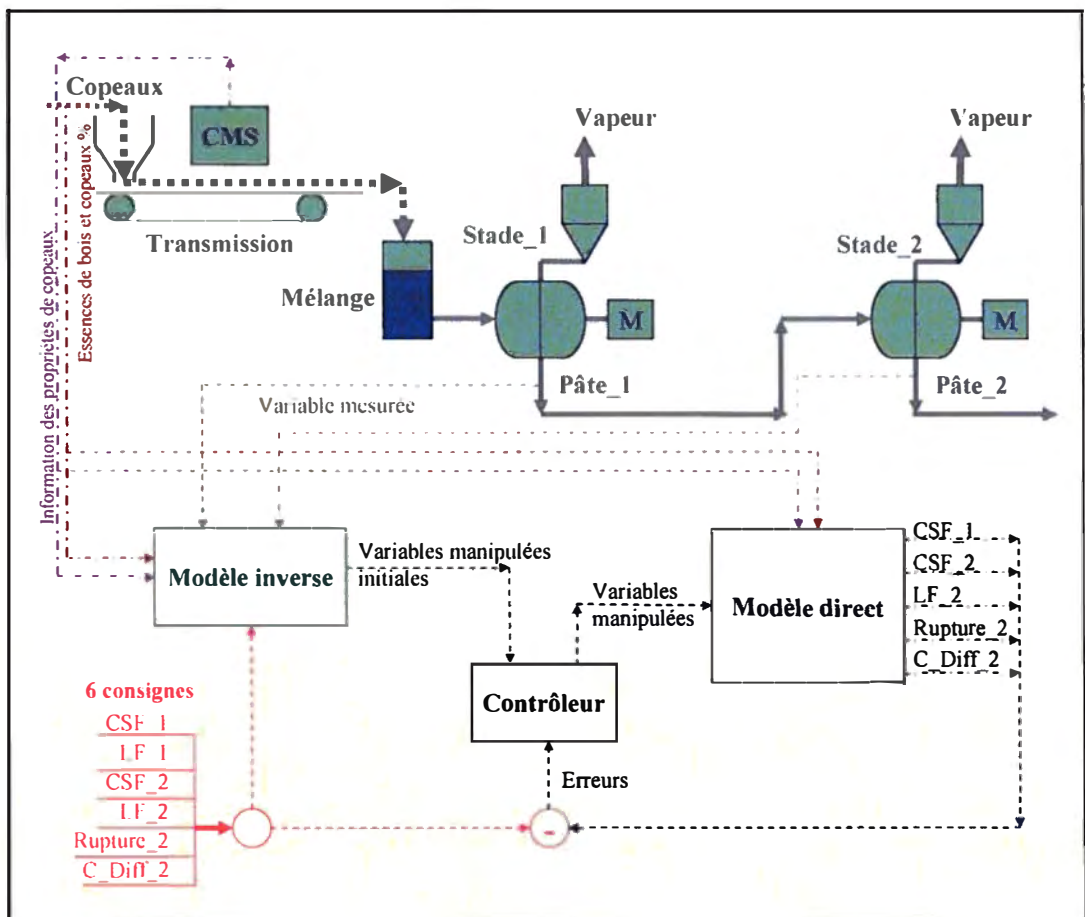 Copeaux
CMS
Vapeur
Vapeur
Essences de bois et copeaux %
Information des propriétés de copeaux
Transmission
Stade_1
Stade_2
Mélange
M
M
Pâte_1
Pâte_2
Variable mesurée
Modèle inverse
Variables manipulées
initiales
Variables
manipulées
Modèle direct
CSF_1
CSF_2
LF_2
Rupture_2
C_Diff_2
Contrôleur
6 consignes
CSF_1
LF_1
CSF_2
LF_2
Rupture_2
C_Diff_2
Erreurs
-